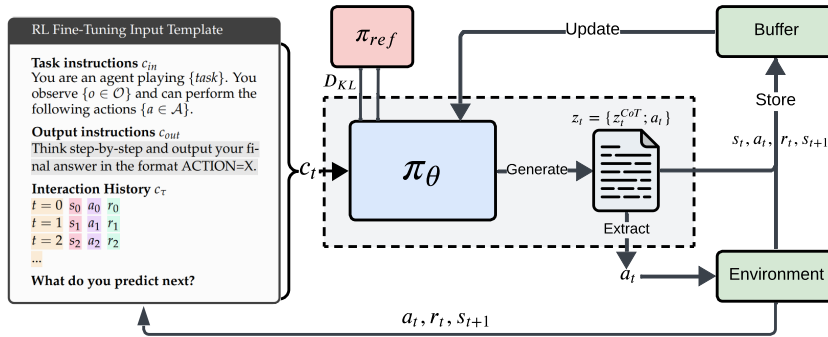 RL Fine-Tuning Input Template
Task instructions c_in
You are an agent playing {task}. You
observe {o ∈ 𝒪} and can perform the
following actions {a ∈ 𝒜}.
Output instructions c_out
Think step-by-step and output your fi-
nal answer in the format ACTION=X.
Interaction History c_τ
t = 0 s_0 a_0 r_0
t = 1 s_1 a_1 r_1
t = 2 s_2 a_2 r_2
...
What do you predict next?
c_t
π_ref
D_KL
π_θ
Generate
z_t = {z_t^CoT; a_t}
Extract
a_t
Update
Buffer
Store
s_t, a_t, r_t, s_t+1
Environment
a_t, r_t, s_t+1